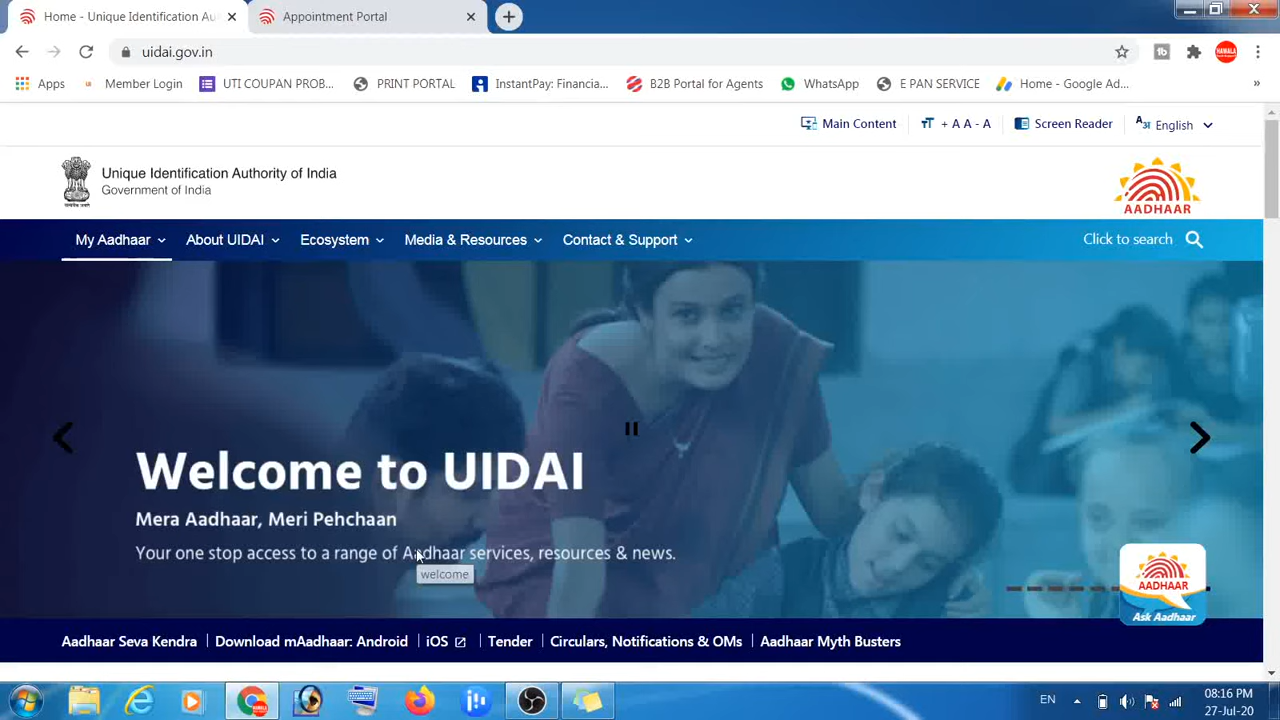 Home - Unique Identification Au
Appointment Portal
uidai.gov.in
Apps
Member Login
UTI COUPAN PROB...
PRINT PORTAL
InstantPay: Financia...
B2B Portal for Agents
WhatsApp
E PAN SERVICE
Home - Google Ad...
»
Main Content
+ A A - A
Screen Reader
English
Unique Identification Authority of India
Government of India
AADHAAR
My Aadhaar
About UIDAI
Ecosystem
Media & Resources
Contact & Support
Click to search
Welcome to UIDAI
Mera Aadhaar, Meri Pehchaan
Your one stop access to a range of Aadhaar services, resources & news.
welcome
AADHAAR
Ask Aadhaar
Aadhaar Seva Kendra
Download mAadhaar: Android
iOS
Tender
Circulars, Notifications & OMs
Aadhaar Myth Busters
EN
08:16 PM
27-Jul-20